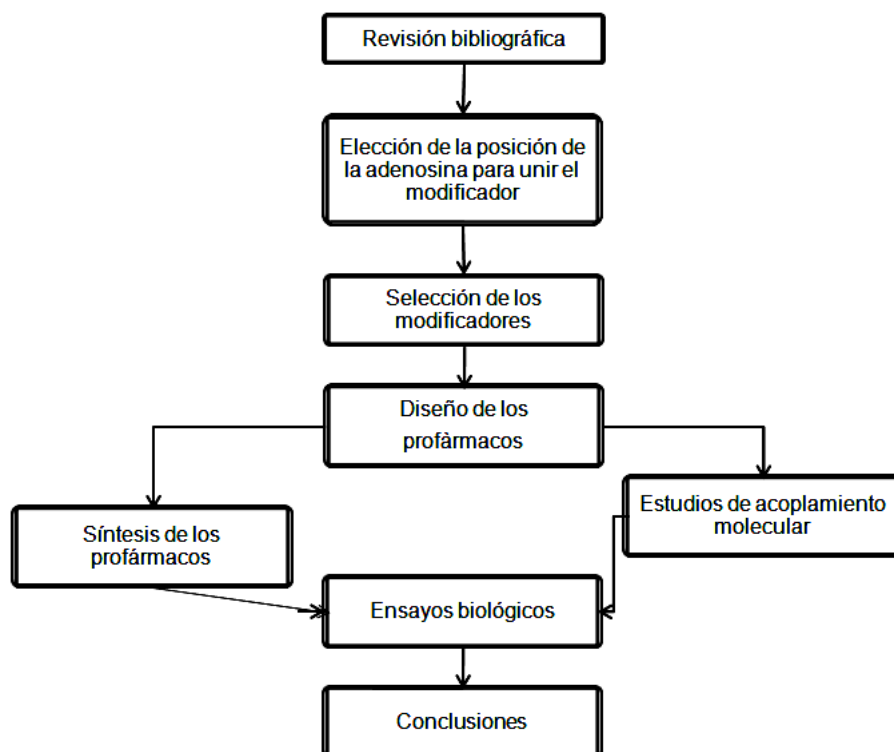 Revisión bibliográfica
Elección de la posición de
la adenosina para unir el
modificador
Selección de los
modificadores
Diseño de los
profàrmacos
Síntesis de los
profármacos
Estudios de acoplamiento
molecular
Ensayos biológicos
Conclusiones